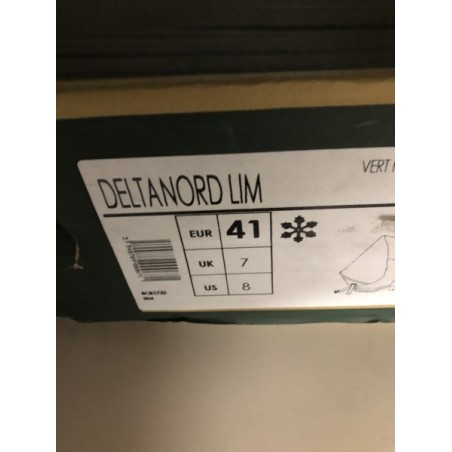 VERT
DELTANORD LIM
EUR 41
UK 7
US 8